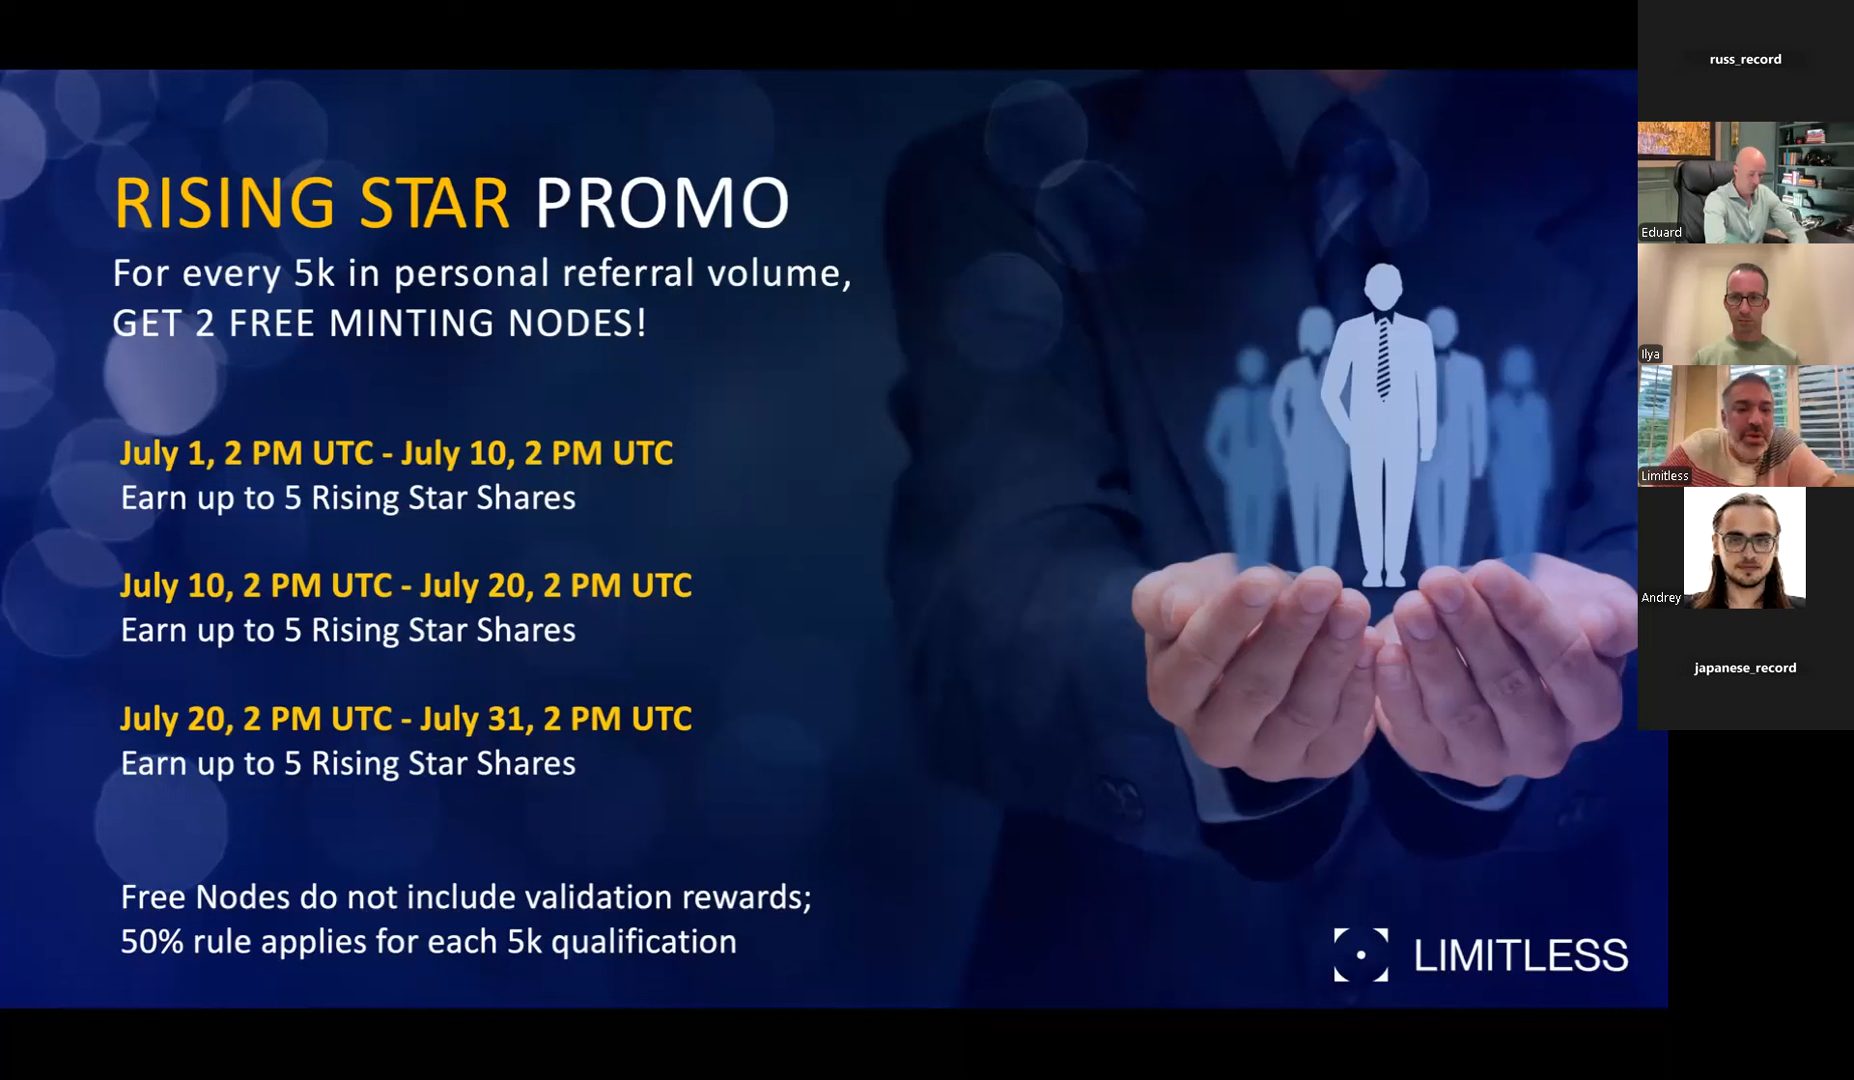 RISING STAR PROMO
For every 5k in personal referral volume,
GET 2 FREE MINTING NODES!
July 1, 2 PM UTC - July 10, 2 PM UTC
Earn up to 5 Rising Star Shares
July 10, 2 PM UTC - July 20, 2 PM UTC
Earn up to 5 Rising Star Shares
July 20, 2 PM UTC - July 31, 2 PM UTC
Earn up to 5 Rising Star Shares
Free Nodes do not include validation rewards;
50% rule applies for each 5k qualification
LIMITLESS
russ_record
Eduard
Ilya
Limitless
Andrey
japanese_record